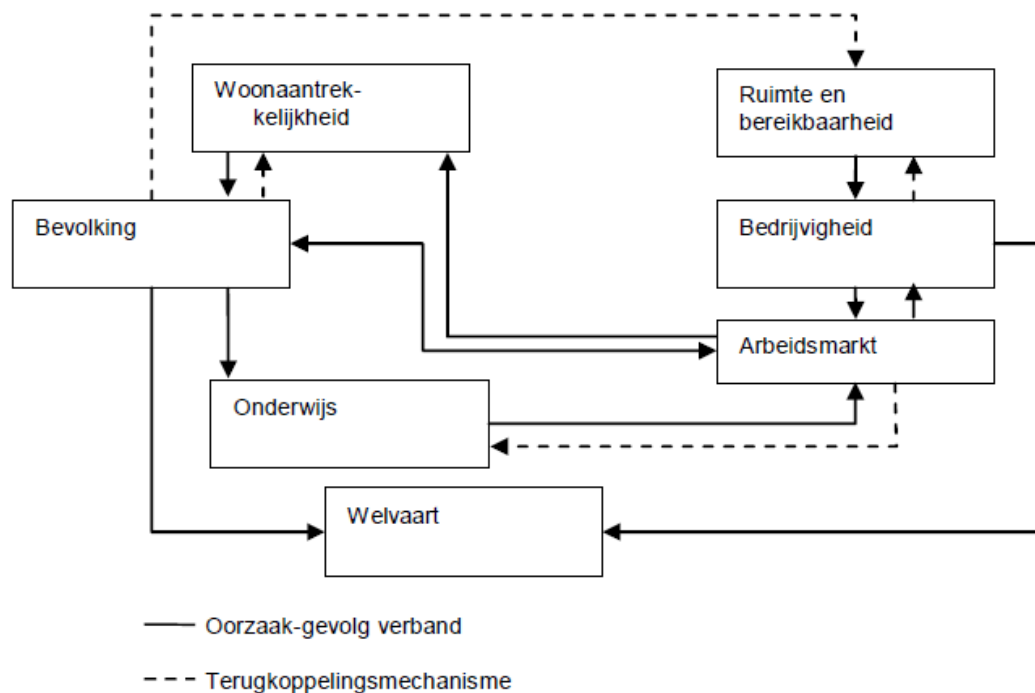 Woonaantrek-
kelijkheid
Ruimte en
bereikbaarheid
Bevolking
Bedrijvigheid
Arbeidsmarkt
Onderwijs
Welvaart
Oorzaak-gevolg verband
Terugkoppelingsmechanisme